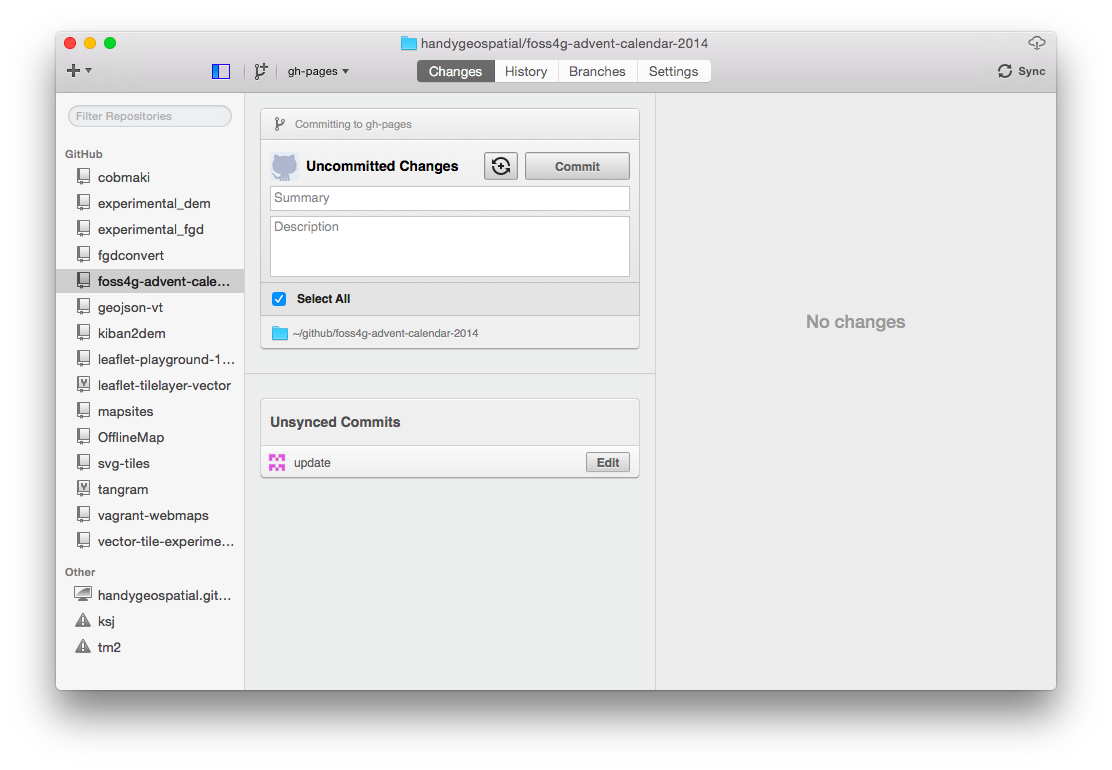 handygeospatial/foss4g-advent-calendar-2014
gh-pages
Changes
History
Branches
Settings
Sync
Filter Repositories
GitHub
cobmaki
experimental_dem
experimental_fgd
fgdconvert
foss4g-advent-cale...
geojson-vt
kiban2dem
leaflet-playground-1...
leaflet-tilelayer-vector
mapsites
OfflineMap
svg-tiles
tangram
vagrant-webmaps
vector-tile-experime...
Other
handygeospatial.git...
ksj
tm2
Committing to gh-pages
Uncommitted Changes
Commit
Summary
Description
Select All
~/github/foss4g-advent-calendar-2014
Unsynced Commits
update
Edit
No changes